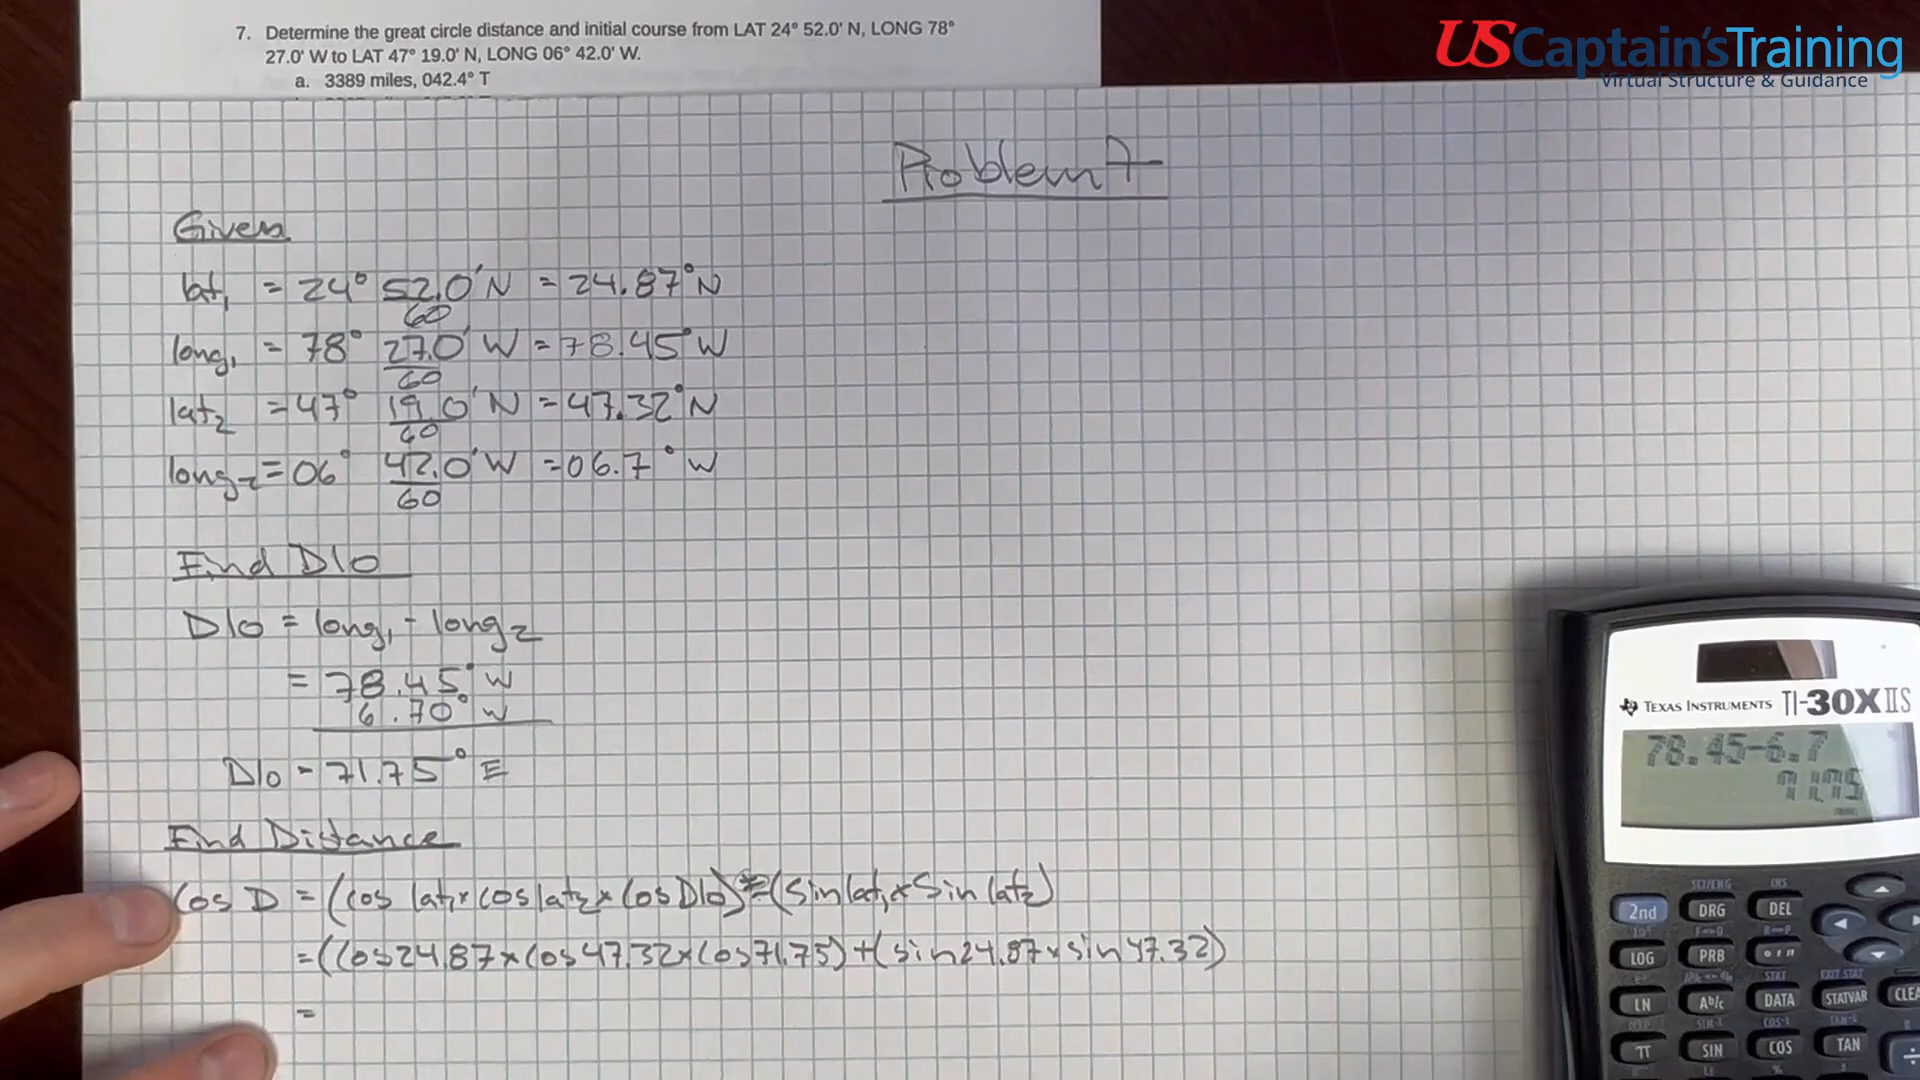 7. Determine the great circle distance and initial course from LAT 24° 52.0' N, LONG 78°
27.0' W to LAT 47° 19.0' N, LONG 06° 42.0' W.
a. 3389 miles, 042.4° T
USCaptain'sTraining
Virtual Structure & Guidance
Problem 7
Given
lat₁ = 24° 52.0'/60 N = 24.87° N
long₁ = 78° 27.0'/60 W = 78.45° W
lat₂ = 47° 19.0'/60 N = 47.32° N
long₂ = 06° 42.0'/60 W = 06.7° W
Find Dlo
Dlo = long₁ - long₂
= 78.45° W
6.70° W
Dlo = 71.75° E
Find Distance
Cos D = (cos lat₁ x cos lat₂ x cos Dlo) + (sin lat₁ x sin lat₂)
= (cos 24.87 x cos 47.32 x cos 71.75) + (sin 24.87 x sin 47.32)
=
TEXAS INSTRUMENTS TI-30X IIS
78.45-6.7
71.75
2nd DRG DEL
LOG PRB ° ' "
LN Ab/c DATA STATVAR CLEA
π SIN COS TAN ÷